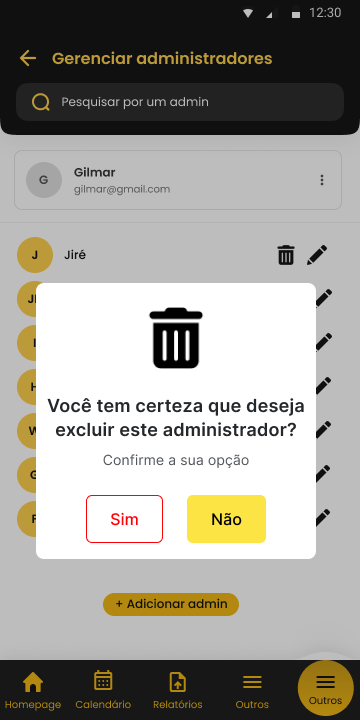 12:30
Gerenciar administradores
Pesquisar por um admin
G
Gilmar
gilmar@gmail.com
J
Jiré
Você tem certeza que deseja
excluir este administrador?
Confirme a sua opção
Sim
Não
+ Adicionar admin
Homepage
Calendário
Relatórios
Outros
Outros